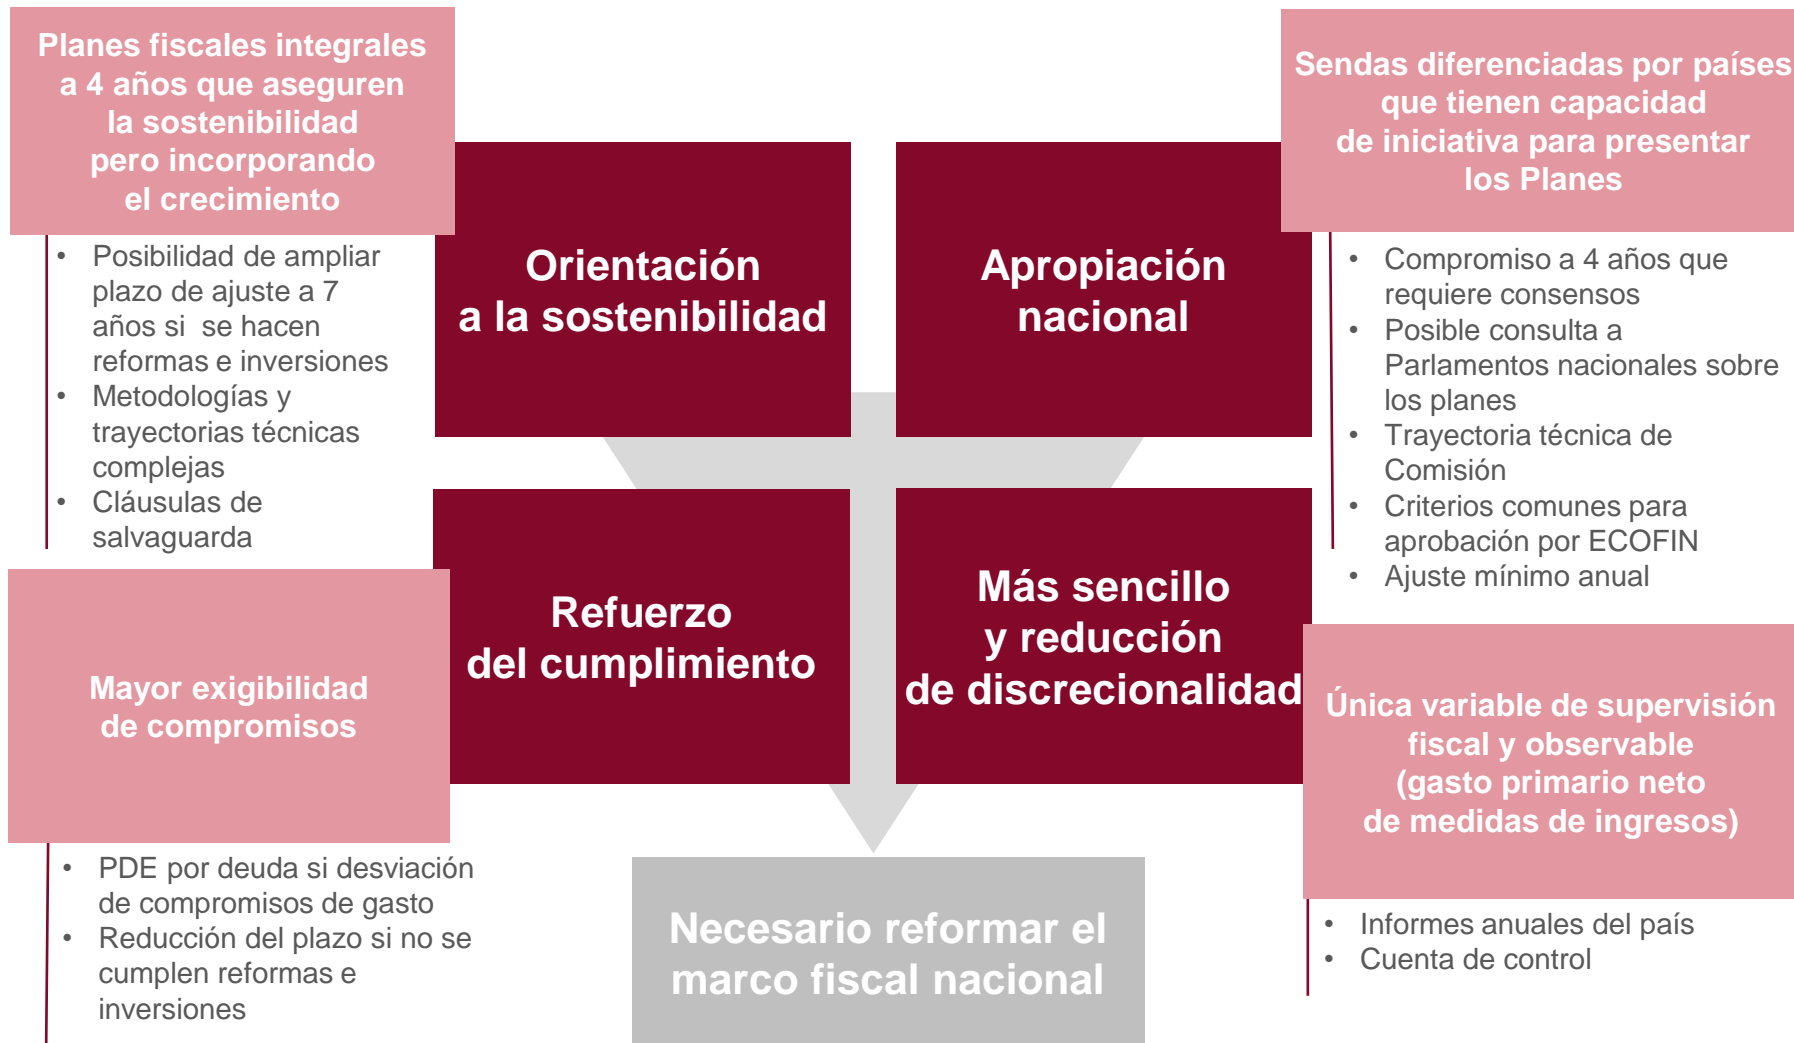 Planes fiscales integrales
a 4 años que aseguren
la sostenibilidad
pero incorporando
el crecimiento
• Posibilidad de ampliar
plazo de ajuste a 7
años si se hacen
reformas e inversiones
• Metodologías y
trayectorias técnicas
complejas
• Cláusulas de
salvaguarda
Orientación
a la sostenibilidad
Apropiación
nacional
Sendas diferenciadas por países
que tienen capacidad
de iniciativa para presentar
los Planes
• Compromiso a 4 años que
requiere consensos
• Posible consulta a
Parlamentos nacionales sobre
los planes
• Trayectoria técnica de
Comisión
• Criterios comunes para
aprobación por ECOFIN
• Ajuste mínimo anual
Mayor exigibilidad
de compromisos
• PDE por deuda si desviación
de compromisos de gasto
• Reducción del plazo si no se
cumplen reformas e
inversiones
Refuerzo
del cumplimiento
Más sencillo
y reducción
de discrecionalidad
Única variable de supervisión
fiscal y observable
(gasto primario neto
de medidas de ingresos)
• Informes anuales del país
• Cuenta de control
Necesario reformar el
marco fiscal nacional